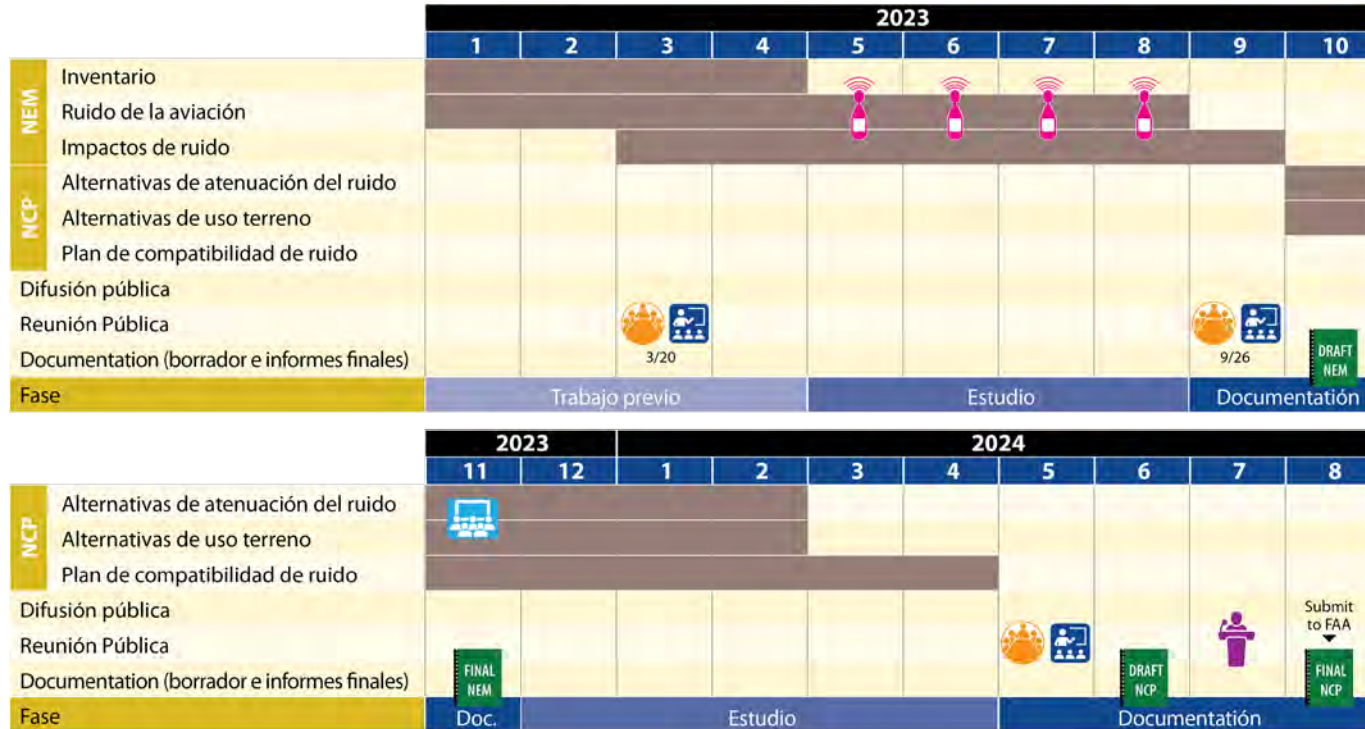 2023
1 2 3 4 5 6 7 8 9 10
NEM
Inventario
Ruido de la aviación
Impactos de ruido
NCP
Alternativas de atenuación del ruido
Alternativas de uso terreno
Plan de compatibilidad de ruido
Difusión pública
Reunión Pública
3/20 9/26
Documentation (borrador e informes finales)
DRAFT
NEM
Fase Trabajo previo Estudio Documentatión
2023 2024
11 12 1 2 3 4 5 6 7 8
NCP
Alternativas de atenuación del ruido
Alternativas de uso terreno
Plan de compatibilidad de ruido
Difusión pública
Submit
to FAA
Reunión Pública
Documentation (borrador e informes finales)
FINAL
NEM
DRAFT
NCP
FINAL
NCP
Fase Doc. Estudio Documentatión